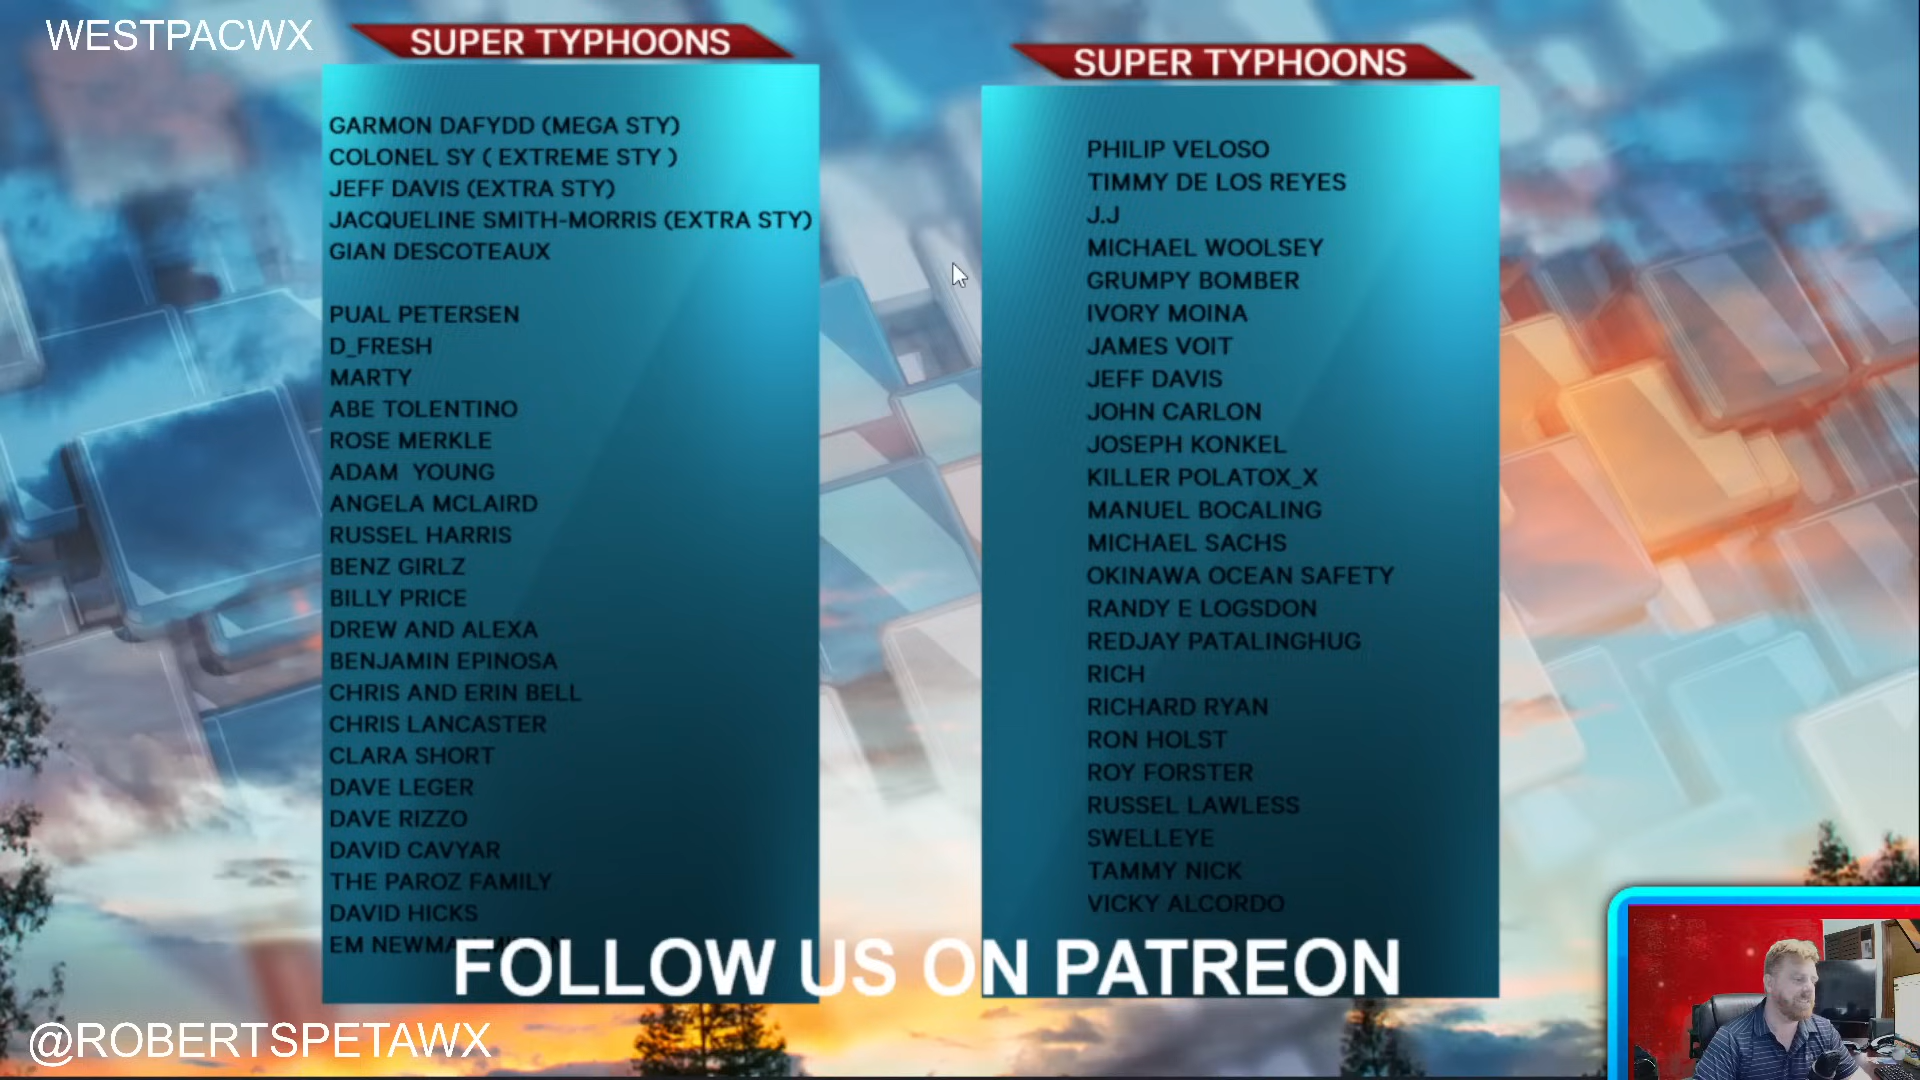 WESTPACWX
SUPER TYPHOONS
GARMON DAFYDD (MEGA STY)
COLONEL SY ( EXTREME STY )
JEFF DAVIS (EXTRA STY)
JACQUELINE SMITH-MORRIS (EXTRA STY)
GIAN DESCOTEAUX
PUAL PETERSEN
D_FRESH
MARTY
ABE TOLENTINO
ROSE MERKLE
ADAM YOUNG
ANGELA MCLAIRD
RUSSEL HARRIS
BENZ GIRLZ
BILLY PRICE
DREW AND ALEXA
BENJAMIN EPINOSA
CHRIS AND ERIN BELL
CHRIS LANCASTER
CLARA SHORT
DAVE LEGER
DAVE RIZZO
DAVID CAVYAR
THE PAROZ FAMILY
DAVID HICKS
EM NEWMAN
SUPER TYPHOONS
PHILIP VELOSO
TIMMY DE LOS REYES
J.J
MICHAEL WOOLSEY
GRUMPY BOMBER
IVORY MOINA
JAMES VOIT
JEFF DAVIS
JOHN CARLON
JOSEPH KONKEL
KILLER POLATOX_X
MANUEL BOCALING
MICHAEL SACHS
OKINAWA OCEAN SAFETY
RANDY E LOGSDON
REDJAY PATALINGHUG
RICH
RICHARD RYAN
RON HOLST
ROY FORSTER
RUSSEL LAWLESS
SWELLEYE
TAMMY NICK
VICKY ALCORDO
FOLLOW US ON PATREON
@ROBERTSPETAWX